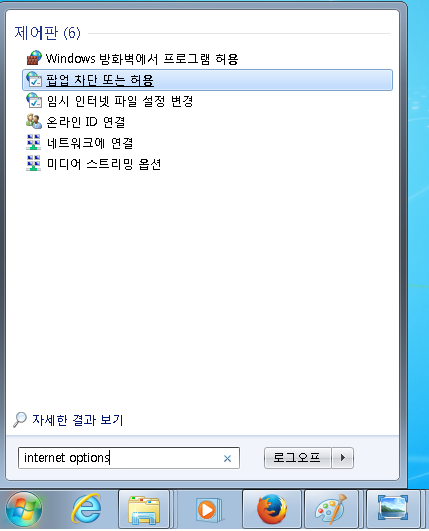 제어판 (6)
Windows 방화벽에서 프로그램 허용
팝업 차단 또는 허용
임시 인터넷 파일 설정 변경
온라인 ID 연결
네트워크에 연결
미디어 스트리밍 옵션
자세한 결과 보기
internet options
로그오프